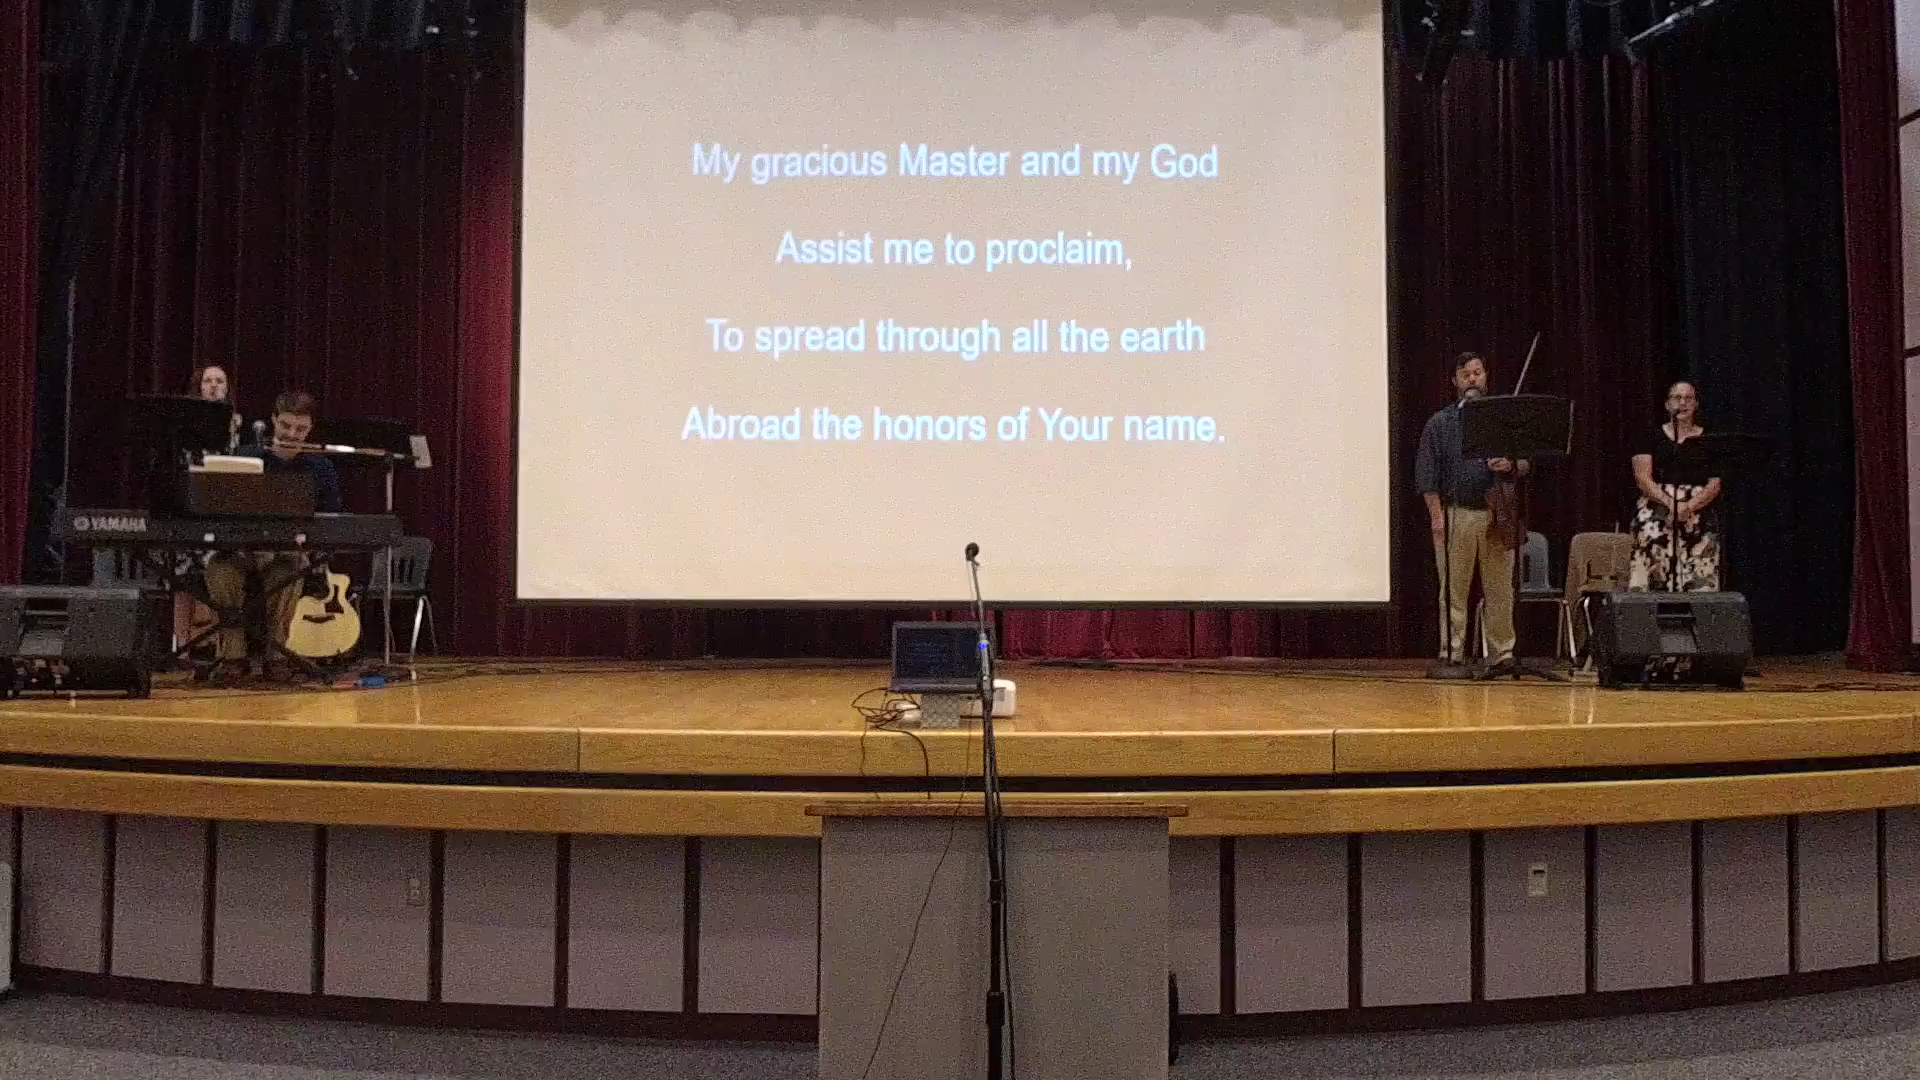 My gracious Master and my God
Assist me to proclaim,
To spread through all the earth
Abroad the honors of Your name.
YAMAHA